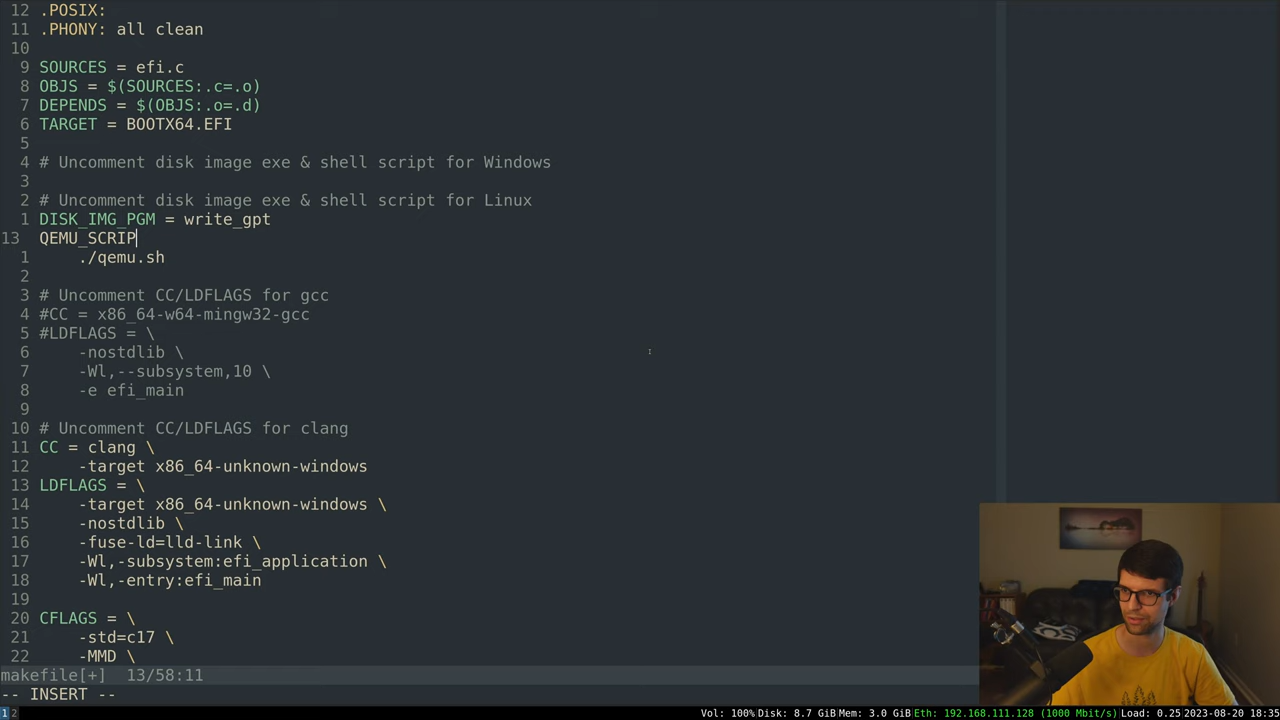 12 .POSIX:
11 .PHONY: all clean
10
9 SOURCES = efi.c
8 OBJS = $(SOURCES:.c=.o)
7 DEPENDS = $(OBJS:.o=.d)
6 TARGET = BOOTX64.EFI
5
4 # Uncomment disk image exe & shell script for Windows
3
2 # Uncomment disk image exe & shell script for Linux
1 DISK_IMG_PGM = write_gpt
13 QEMU_SCRIP
1     ./qemu.sh
2
3 # Uncomment CC/LDFLAGS for gcc
4 #CC = x86_64-w64-mingw32-gcc
5 #LDFLAGS = \
6     -nostdlib \
7     -Wl,--subsystem,10 \
8     -e efi_main
9
10 # Uncomment CC/LDFLAGS for clang
11 CC = clang \
12     -target x86_64-unknown-windows
13 LDFLAGS = \
14     -target x86_64-unknown-windows \
15     -nostdlib \
16     -fuse-ld=lld-link \
17     -Wl,-subsystem:efi_application \
18     -Wl,-entry:efi_main
19
20 CFLAGS = \
21     -std=c17 \
22     -MMD \
makefile[+]  13/58:11
-- INSERT --
1 2 Vol: 100% Disk: 8.7 GiB Mem: 3.0 GiB Eth: 192.168.111.128 (1000 Mbit/s) Load: 0.25 2023-08-20 18:35